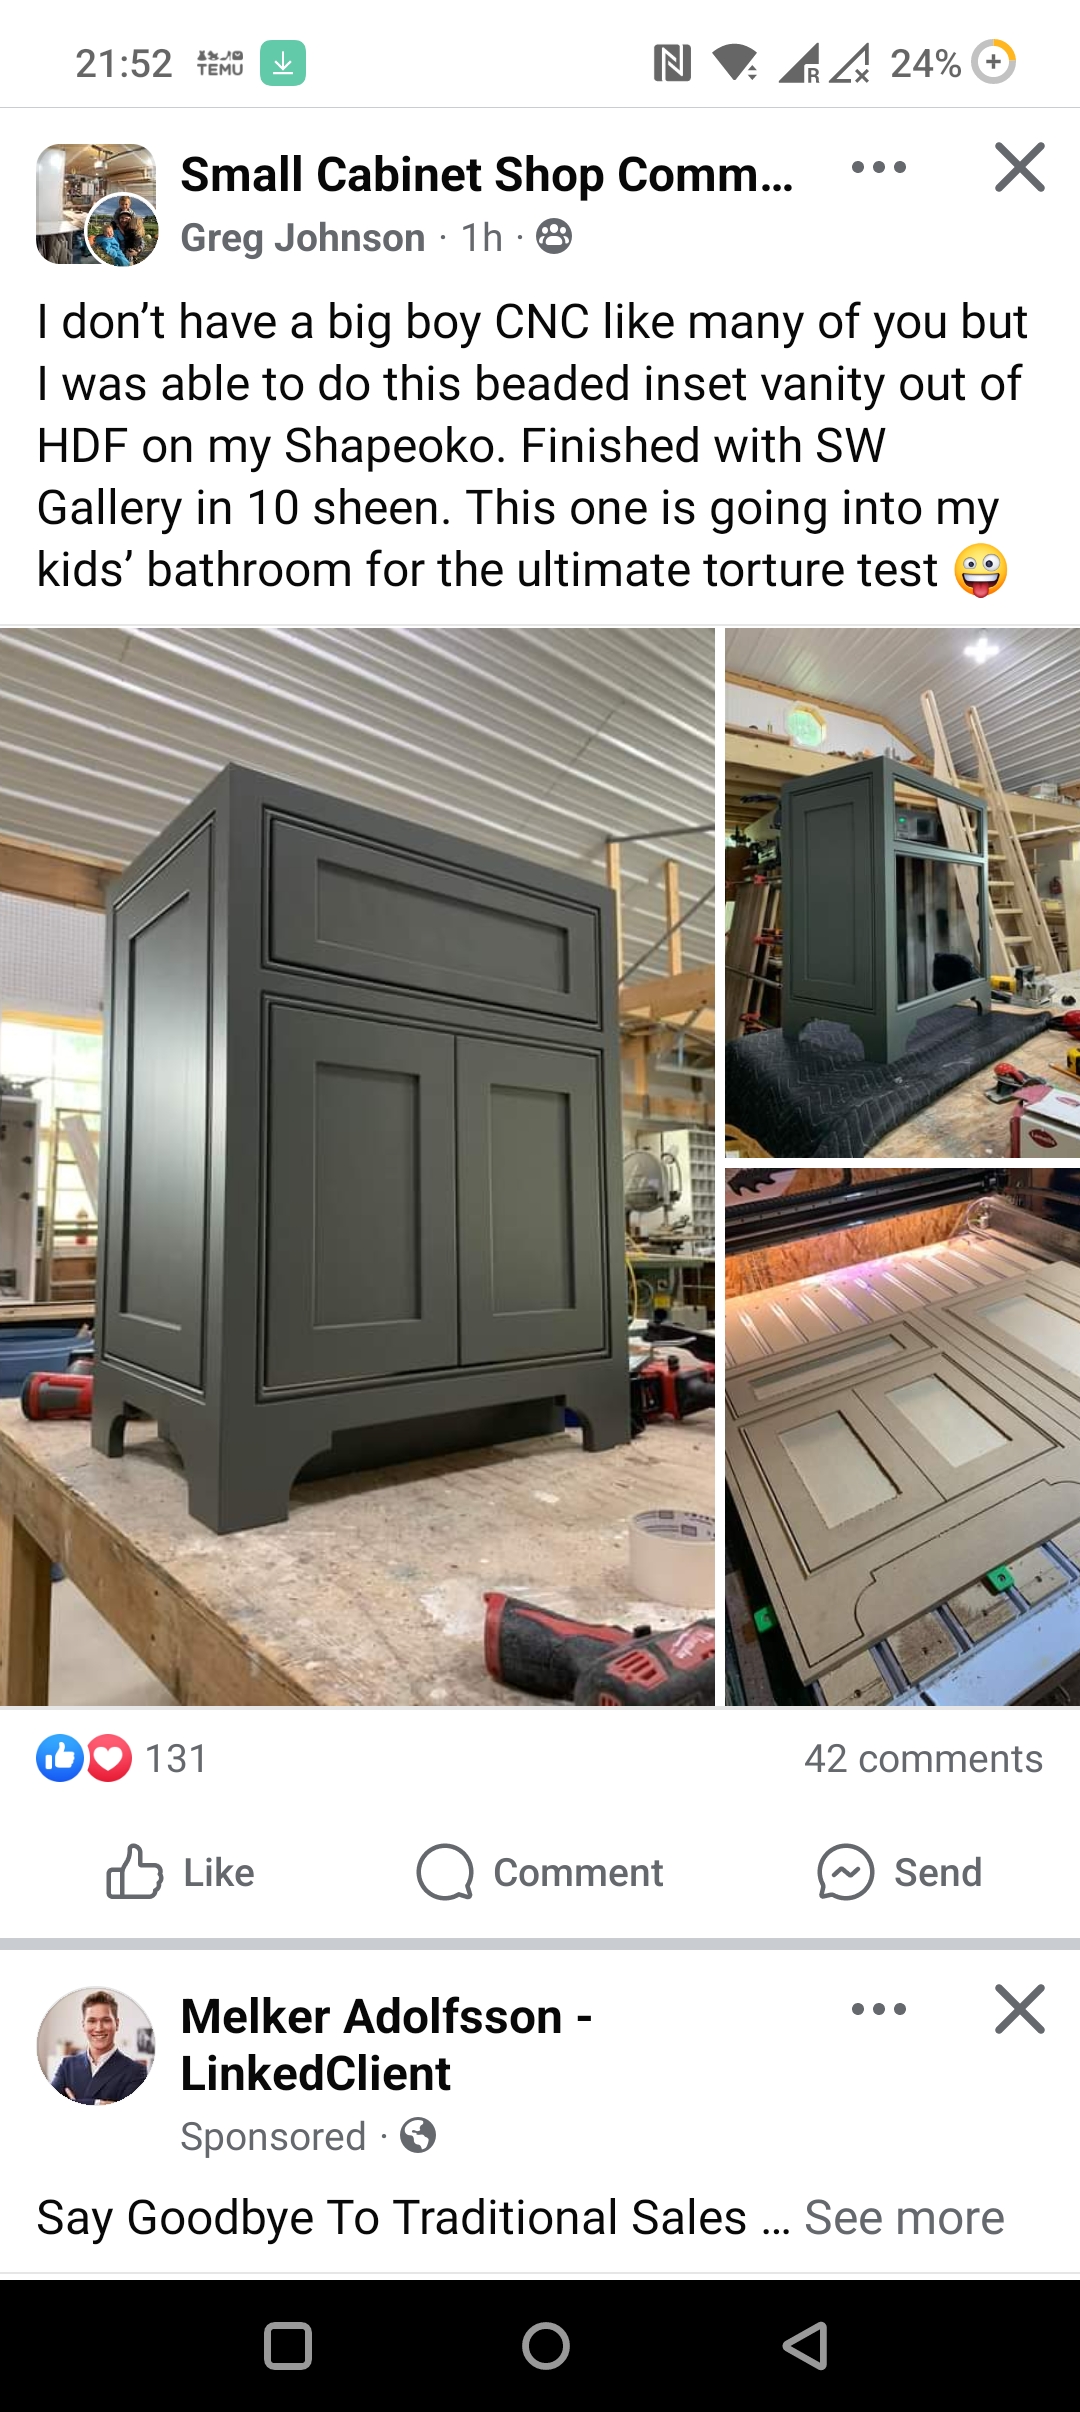 21:52
TEMU
R
24%
Small Cabinet Shop Comm...
Greg Johnson · 1h ·
I don’t have a big boy CNC like many of you but
I was able to do this beaded inset vanity out of
HDF on my Shapeoko. Finished with SW
Gallery in 10 sheen. This one is going into my
kids’ bathroom for the ultimate torture test 🤪
131
42 comments
Like
Comment
Send
Melker Adolfsson -
LinkedClient
Sponsored ·
Say Goodbye To Traditional Sales ... See more